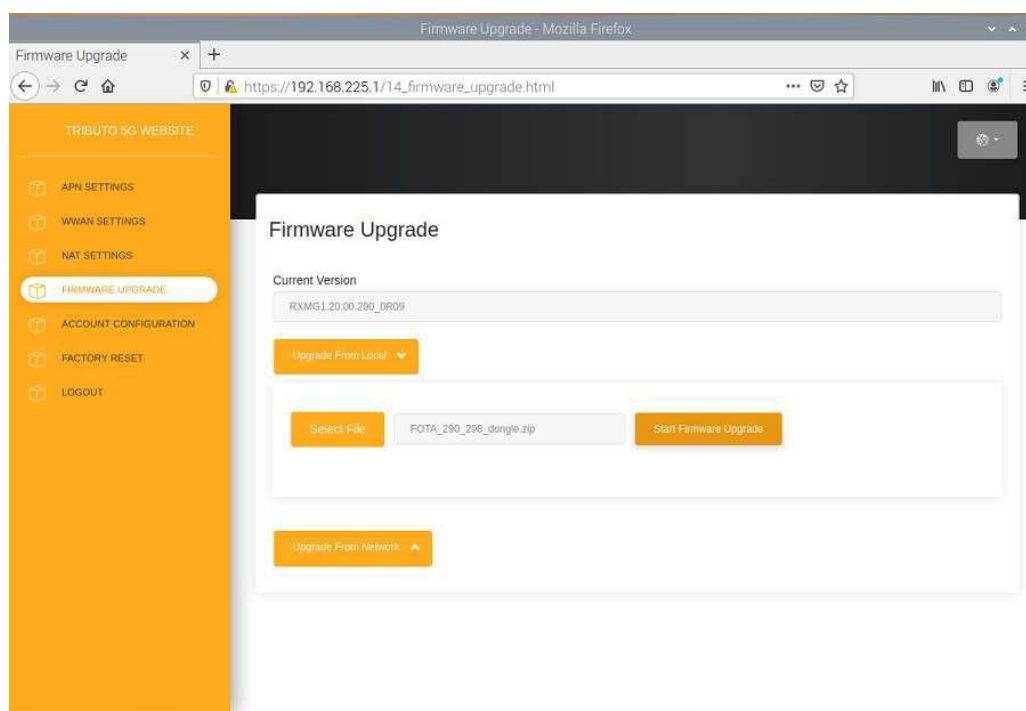 Firmware Upgrade - Mozilla Firefox
Firmware Upgrade
https://192.168.225.1/14_firmware_upgrade.html
TRIBUTO 5G WEBSITE
APN SETTINGS
WWAN SETTINGS
NAT SETTINGS
FIRMWARE UPGRADE
ACCOUNT CONFIGURATION
FACTORY RESET
LOGOUT
Firmware Upgrade
Current Version
RXMG1.20.00.290_0R09
Upgrade From Local
Select File
FOTA_290_298_dongle.zip
Start Firmware Upgrade
Upgrade From Network